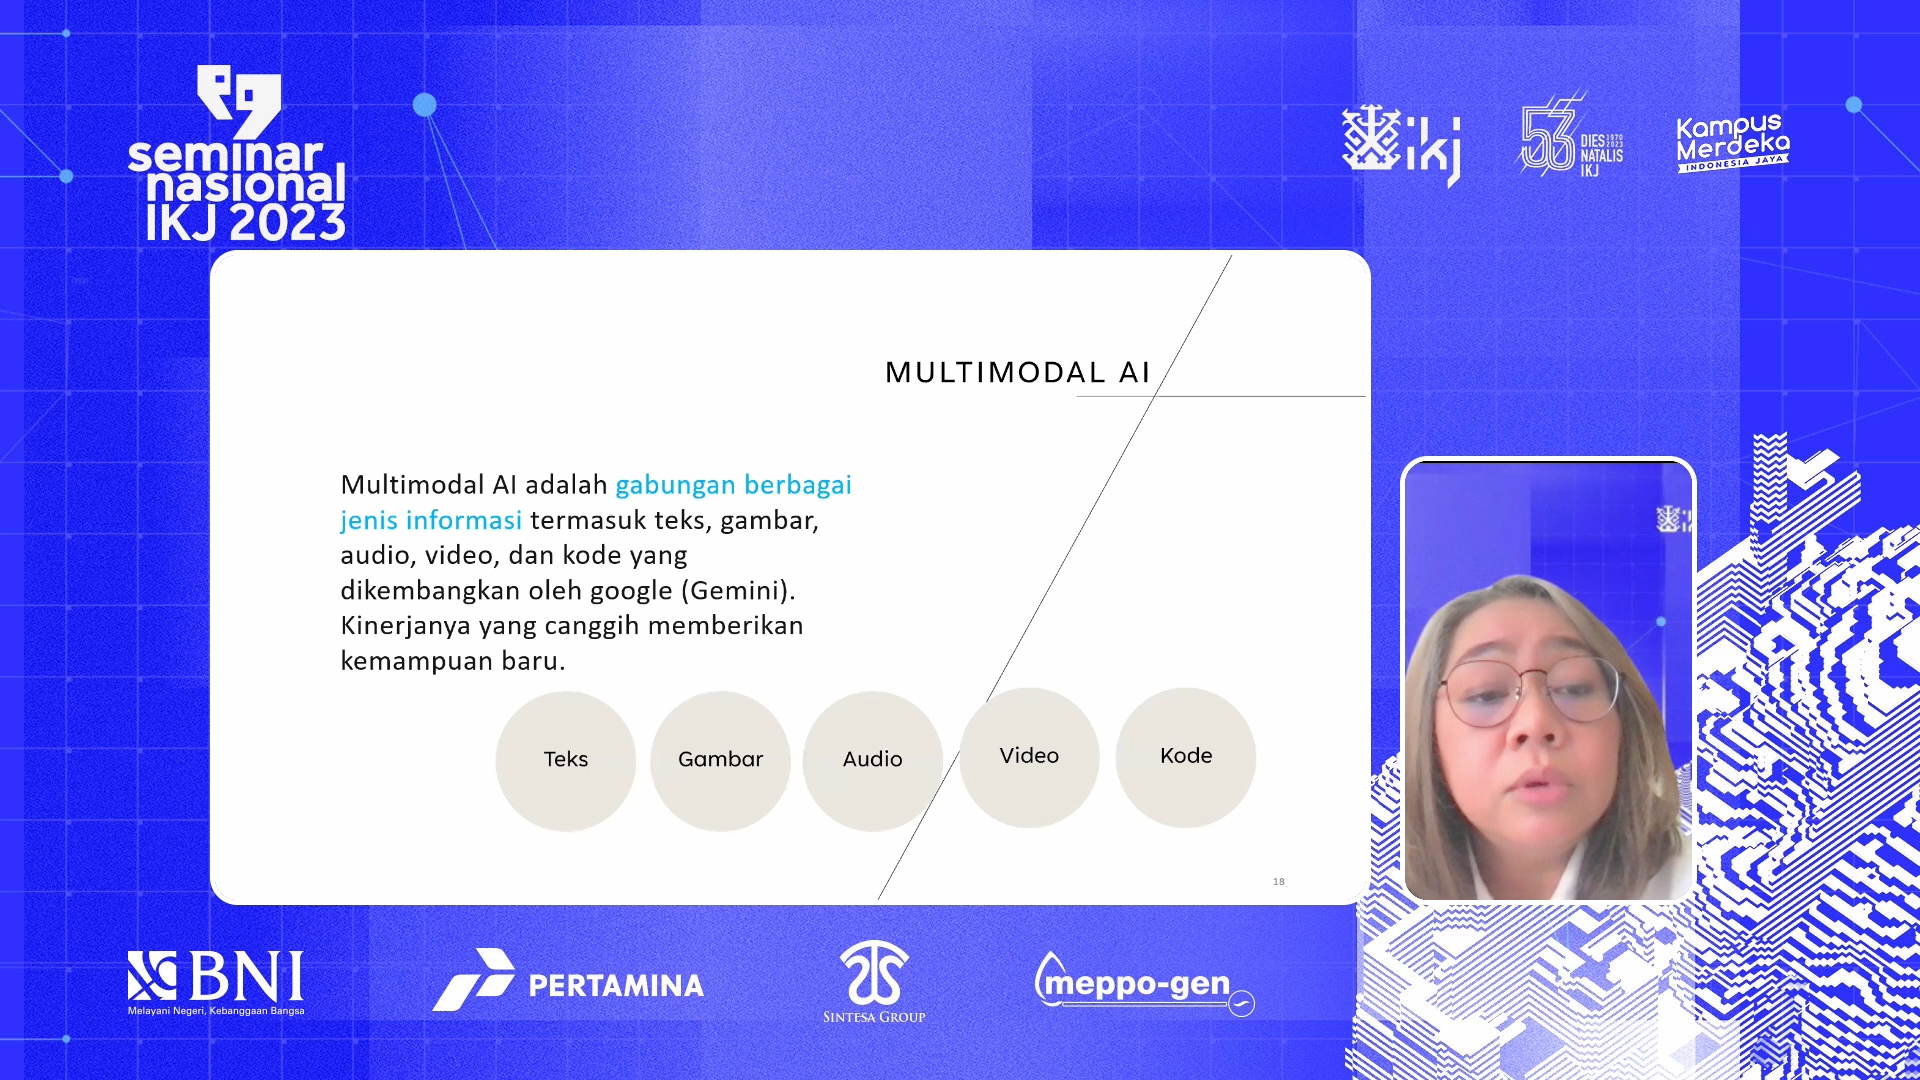 seminar
nasional
IKJ 2023
ikj
53 DIES 1970 2023
NATALIS
IKJ
Kampus
Merdeka
INDONESIA JAYA
MULTIMODAL AI
Multimodal AI adalah gabungan berbagai
jenis informasi termasuk teks, gambar,
audio, video, dan kode yang
dikembangkan oleh google (Gemini).
Kinerjanya yang canggih memberikan
kemampuan baru.
Teks
Gambar
Audio
Video
Kode
18
BNI
Melayani Negeri, Kebanggaan Bangsa
PERTAMINA
SINTESA GROUP
meppo-gen